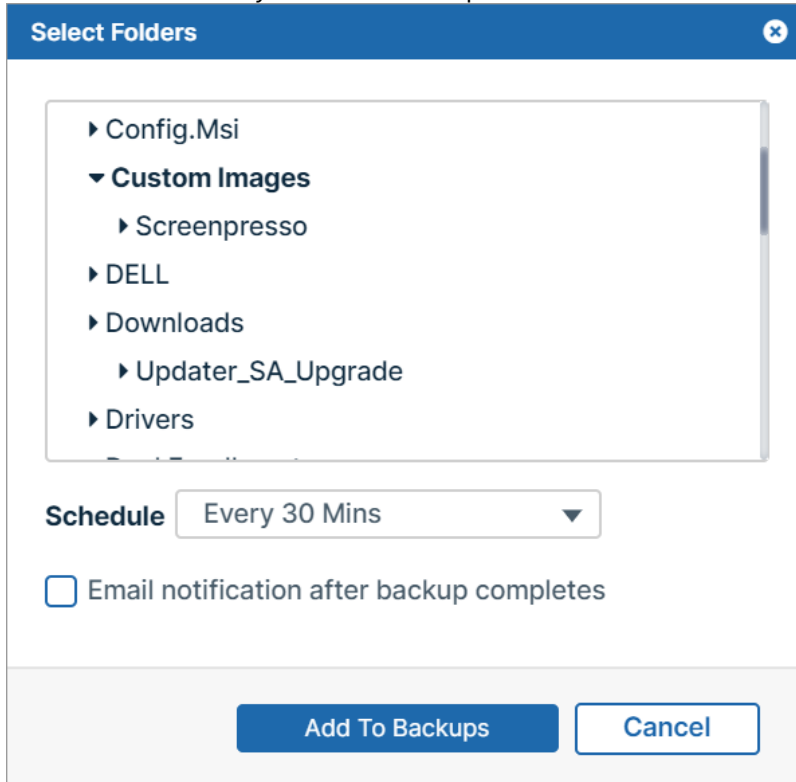 Select Folders
Config.Msi
Custom Images
Screenpresso
DELL
Downloads
Updater_SA_Upgrade
Drivers
Schedule Every 30 Mins
Email notification after backup completes
Add To Backups Cancel